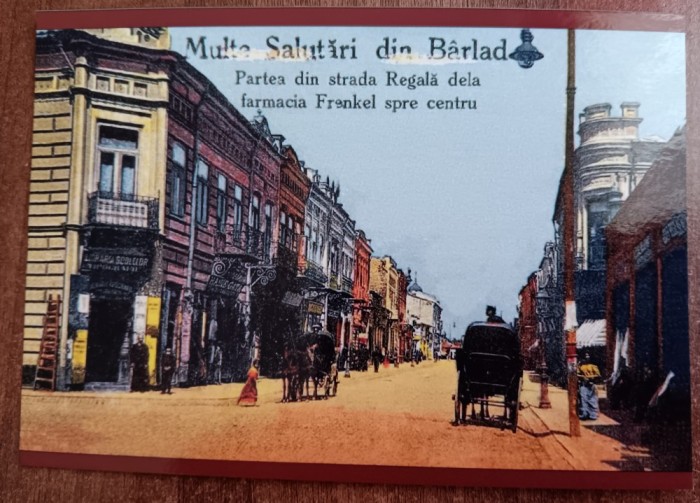 Multe Salutări din Bârlad
Partea din strada Regală dela
farmacia Frenkel spre centru